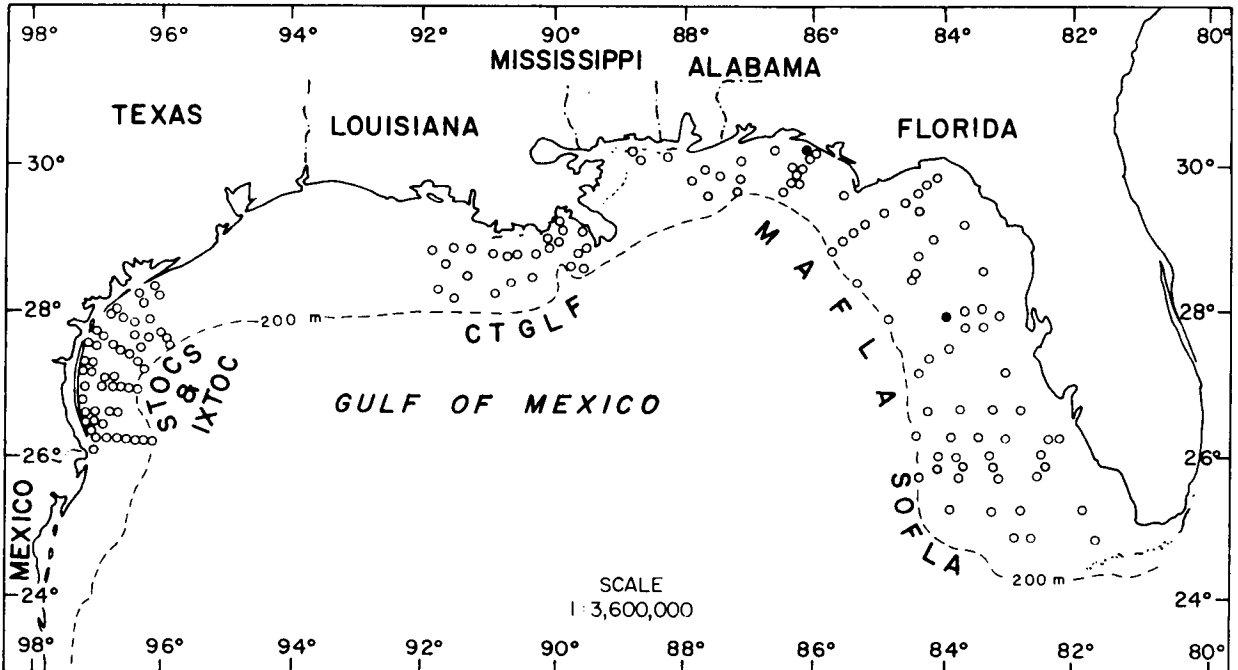 98° 96° 94° 92° 90° 88° 86° 84° 82° 80°
MISSISSIPPI ALABAMA
TEXAS LOUISIANA FLORIDA
30° 30°
MAFLA
28° 28°
200 m
CTGLF
STOCS
&
IXTOC
GULF OF MEXICO
26° 26°
SOFLA
MEXICO
200 m
SCALE
1:3,600,000
24° 24°
98° 96° 94° 92° 90° 88° 86° 84° 82° 80°